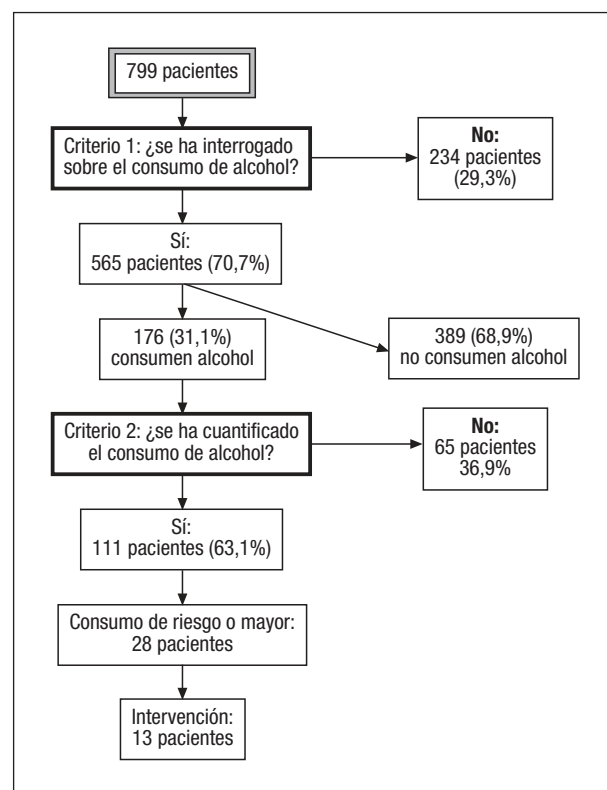 799 pacientes
Criterio 1: ¿se ha interrogado
sobre el consumo de alcohol?
No:
234 pacientes
(29,3%)
Sí:
565 pacientes (70,7%)
176 (31,1%)
consumen alcohol
389 (68,9%)
no consumen alcohol
Criterio 2: ¿se ha cuantificado
el consumo de alcohol?
No:
65 pacientes
36,9%
Sí:
111 pacientes (63,1%)
Consumo de riesgo o mayor:
28 pacientes
Intervención:
13 pacientes